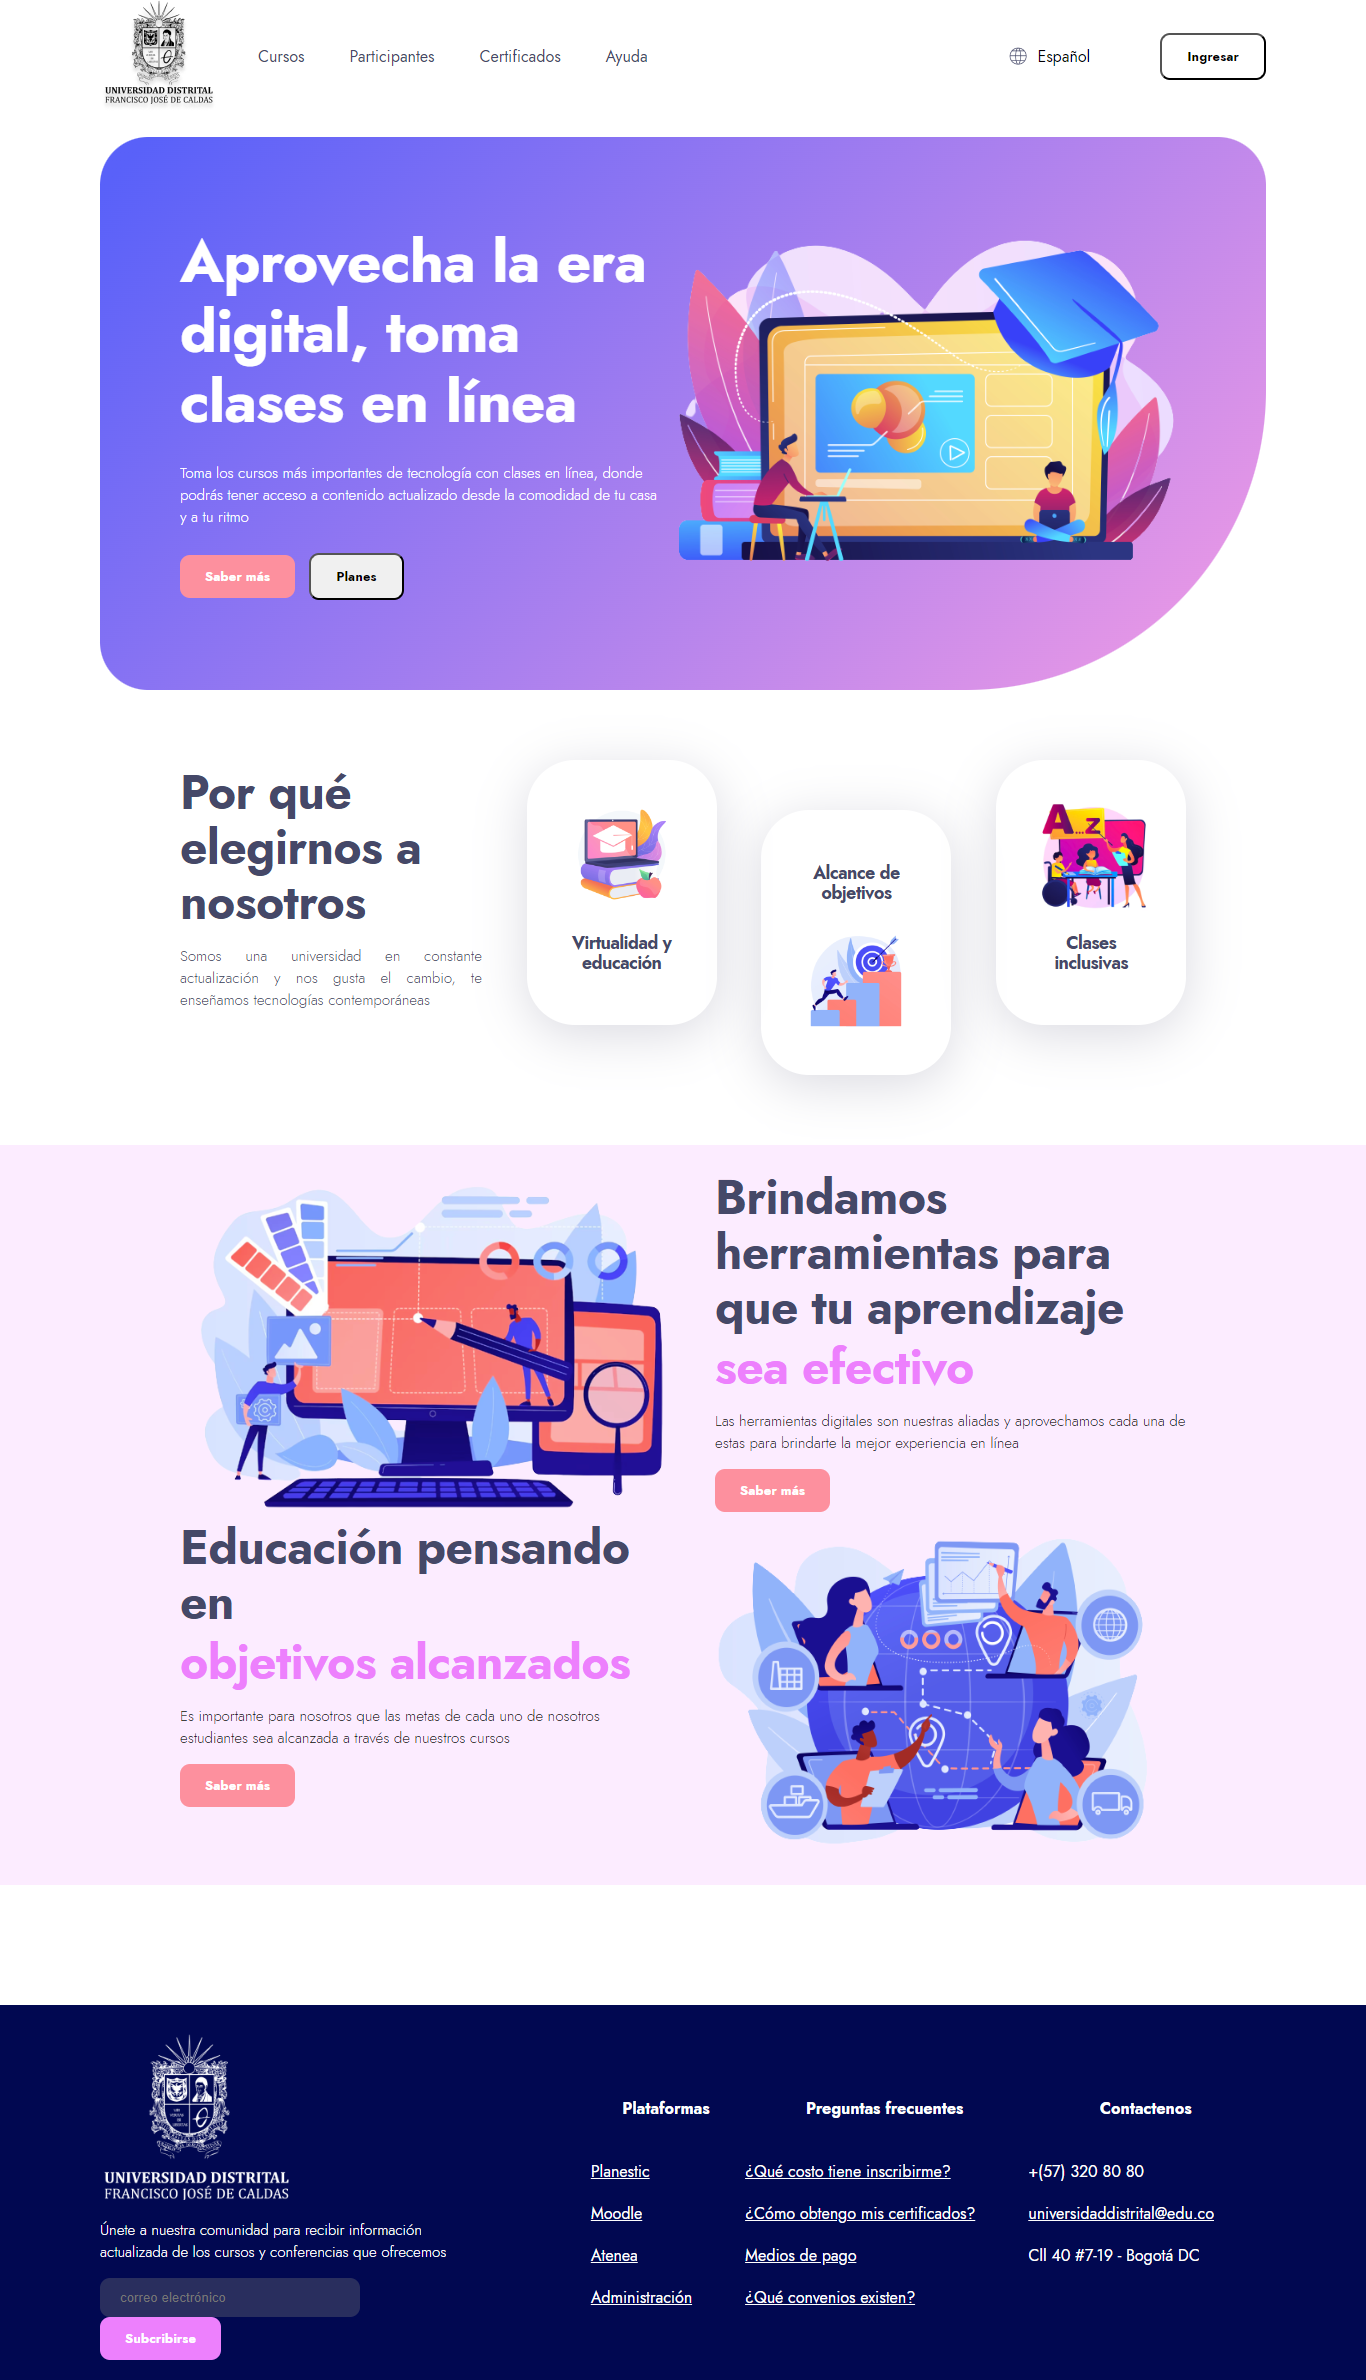 UNIVERSIDAD DISTRITAL
FRANCISCO JOSÉ DE CALDAS
Cursos
Participantes
Certificados
Ayuda
Español
Ingresar
Aprovecha la era
digital, toma
clases en línea
Toma los cursos más importantes de tecnología con clases en línea, donde
podrás tener acceso a contenido actualizado desde la comodidad de tu casa
y a tu ritmo
Saber más
Planes
Por qué
elegirnos a
nosotros
Somos una universidad en constante
actualización y nos gusta el cambio, te
enseñamos tecnologías contemporáneas
Virtualidad y
educación
Alcance de
objetivos
A...z
Clases
inclusivas
Brindamos
herramientas para
que tu aprendizaje
sea efectivo
Las herramientas digitales son nuestras aliadas y aprovechamos cada una de
estas para brindarte la mejor experiencia en línea
Saber más
Educación pensando
en
objetivos alcanzados
Es importante para nosotros que las metas de cada uno de nosotros
estudiantes sea alcanzada a través de nuestros cursos
Saber más
UNIVERSIDAD DISTRITAL
FRANCISCO JOSÉ DE CALDAS
Únete a nuestra comunidad para recibir información
actualizada de los cursos y conferencias que ofrecemos
correo electrónico
Subcribirse
Plataformas
Planestic
Moodle
Atenea
Administración
Preguntas frecuentes
¿Qué costo tiene inscribirme?
¿Cómo obtengo mis certificados?
Medios de pago
¿Qué convenios existen?
Contactenos
+(57) 320 80 80
universidaddistrital@edu.co
Cll 40 #7-19 - Bogotá DC